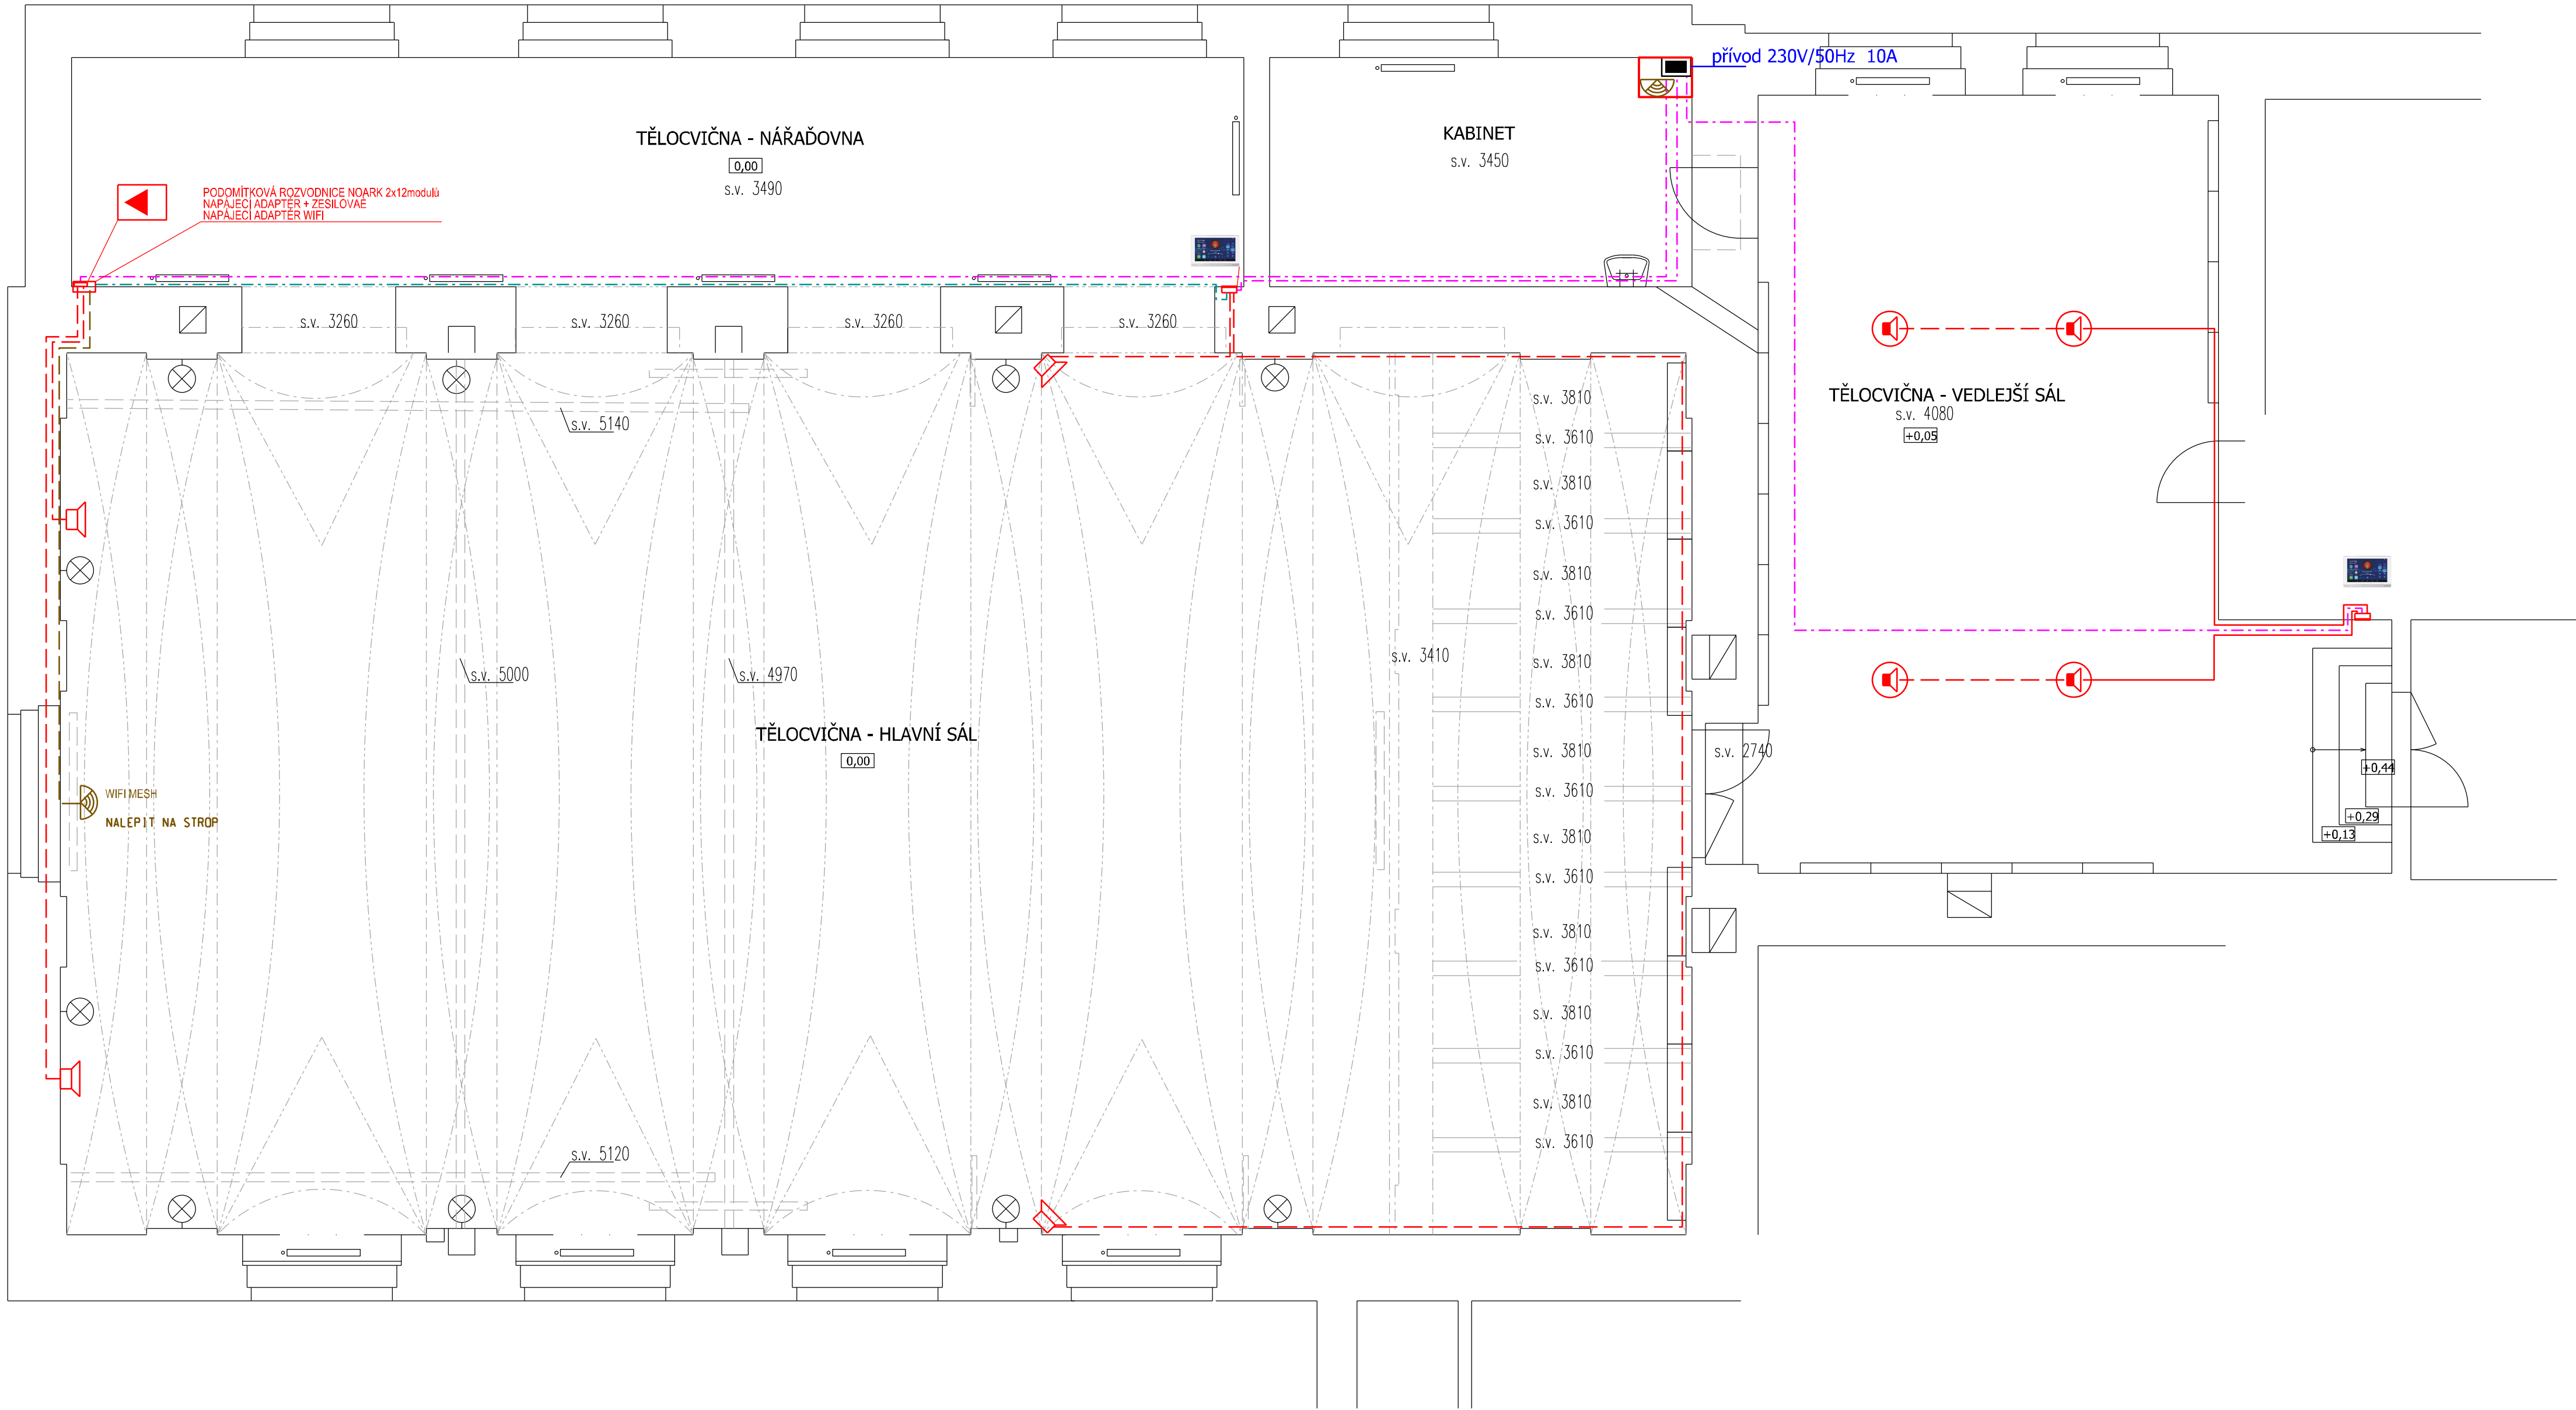 přívod 230V/50Hz 10A
TĚLOCVIČNA - NÁŘAĎOVNA
0,00
s.v. 3490
KABINET
s.v. 3450
PODOMÍTKOVÁ ROZVODNICE NOARK 2x12modulů
NAPÁJECÍ ADAPTÉR + ZESILOVAĚ
NAPÁJECÍ ADAPTÉR WIFI
s.v. 3260
s.v. 3260
s.v. 3260
s.v. 3260
TĚLOCVIČNA - VEDLEJŠÍ SÁL
s.v. 4080
+0,05
s.v. 5140
s.v. 3810
s.v. 3610
s.v. 3810
s.v. 3610
s.v. 3810
s.v. 3610
s.v. 3410
s.v. 3810
s.v. 5000
s.v. 4970
s.v. 3610
TĚLOCVIČNA - HLAVNÍ SÁL
0,00
s.v. 3810
s.v. 2740
+0,44
s.v. 3610
WIFI MESH
NALEPIT NA STROP
+0,29
+0,13
s.v. 3810
s.v. 3610
s.v. 3810
s.v. 3610
s.v. 3810
s.v. 3610
s.v. 3810
s.v. 3610
s.v. 5120